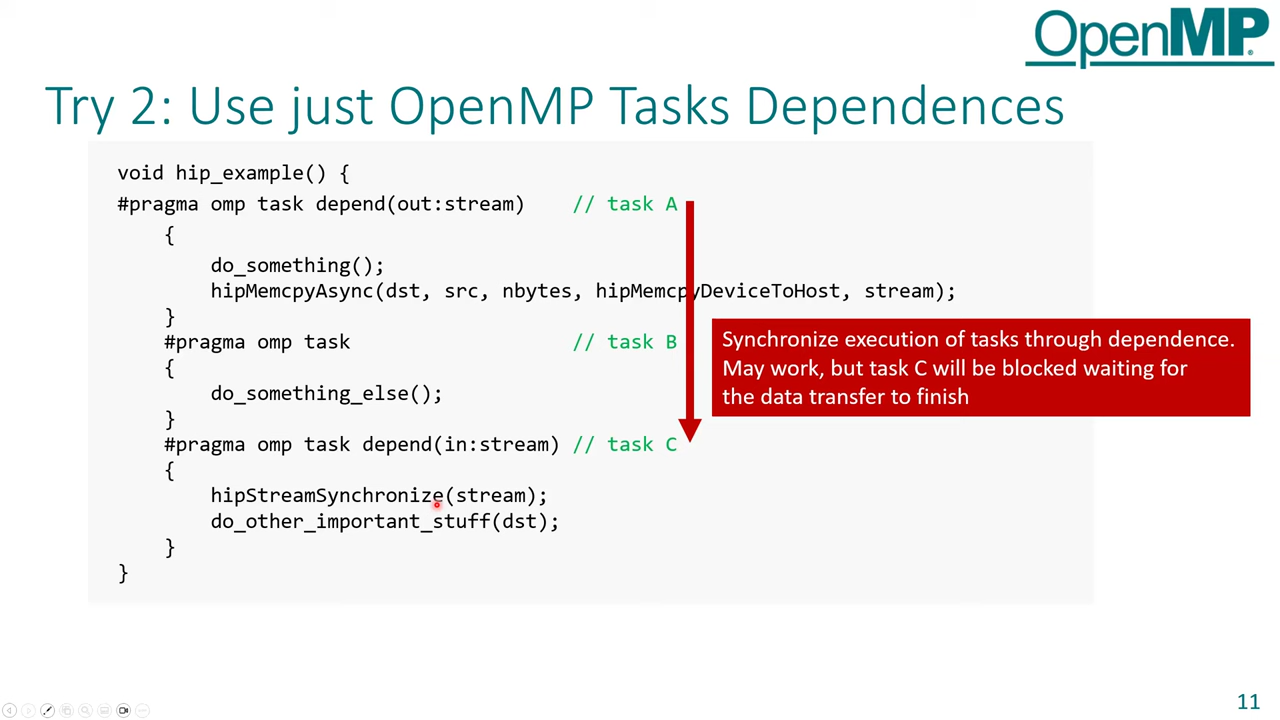 OpenMP
Try 2: Use just OpenMP Tasks Dependences
void hip_example() {
#pragma omp task depend(out:stream)    // task A
    {
        do_something();
        hipMemcpyAsync(dst, src, nbytes, hipMemcpyDeviceToHost, stream);
    }
    #pragma omp task                   // task B
    {
        do_something_else();
    }
    #pragma omp task depend(in:stream) // task C
    {
        hipStreamSynchronize(stream);
        do_other_important_stuff(dst);
    }
}
Synchronize execution of tasks through dependence.
May work, but task C will be blocked waiting for
the data transfer to finish
11